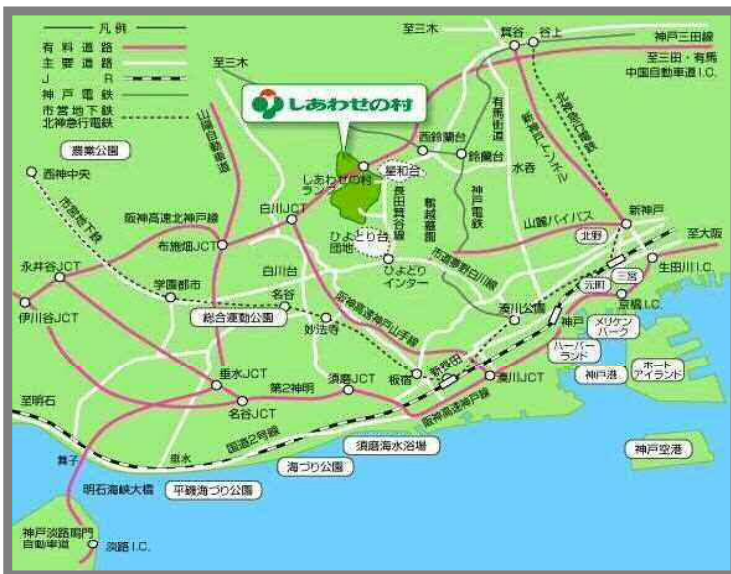 凡例
有料道路
主要道路
JR
神戸電鉄
市営地下鉄
北神急行電鉄
至三木
至三木
箕谷
谷上
神戸三田線
至三田・有馬
中国自動車道I.C.
しあわせの村
山陽自動車道
有馬街道
北神急行電鉄
新神戸トンネル
農業公園
西神中央
市営地下鉄
西鈴蘭台
鈴蘭台
星和台
しあわせの村
ランプ
水呑
白川JCT
長田箕谷線
鵯越墓園
神戸電鉄
阪神高速北神戸線
布施畑JCT
ひよどり台
団地
山麓バイパス
新神戸
北野
至大阪
永井谷JCT
白川台
ひよどり
インター
市道夢野白川線
三宮
生田川I.C.
学園都市
名谷
元町
京橋I.C.
伊川谷JCT
総合運動公園
妙法寺
阪神高速神戸山手線
湊川公園
神戸
メリケン
パーク
ハーバー
ランド
神戸港
ポート
アイランド
垂水JCT
第2神明
須磨JCT
板宿
新長田
湊川JCT
至明石
名谷JCT
国道2号線
阪神高速神戸線
須磨海水浴場
舞子
垂水
海づり公園
神戸空港
明石海峡大橋
平磯海づり公園
神戸淡路鳴門
自動車道
淡路I.C.